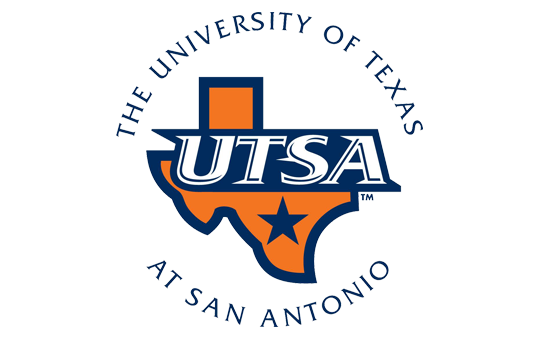 THE UNIVERSITY OF TEXAS
UTSA
TM
AT SAN ANTONIO